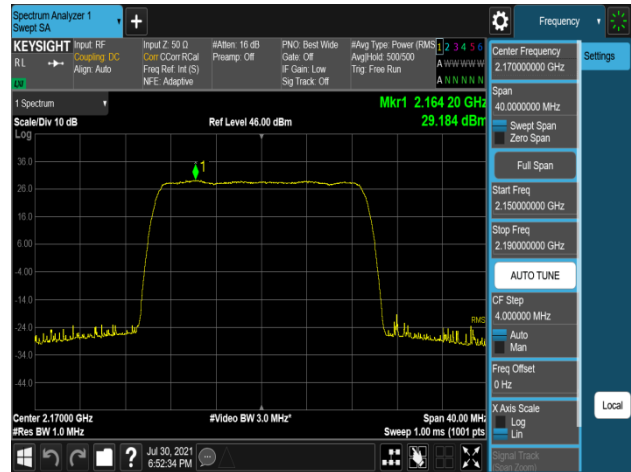 Spectrum Analyzer 1
Swept SA
Frequency
KEYSIGHT
RL
Input: RF
Coupling: DC
Align: Auto
Input Z: 50 Ω
Corr CCorr RCal
Freq Ref: Int (S)
NFE: Adaptive
#Atten: 16 dB
Preamp: Off
PNO: Best Wide
Gate: Off
IF Gain: Low
Sig Track: Off
#Avg Type: Power (RMS
Avg|Hold: 500/500
Trig: Free Run
1 2 3 4 5 6
A W W W W W
A N N N N N
LW
1 Spectrum
Mkr1 2.164 20 GHz
Scale/Div 10 dB
Ref Level 46.00 dBm
29.184 dBm
Log
36.0
26.0
16.0
6.00
-4.00
-14.0
-24.0
-34.0
-44.0
1
RMS
Center 2.17000 GHz
#Video BW 3.0 MHz*
Span 40.00 MHz
#Res BW 1.0 MHz
Sweep 1.00 ms (1001 pts
Center Frequency
2.170000000 GHz
Settings
Span
40.0000000 MHz
Swept Span
Zero Span
Full Span
Start Freq
2.150000000 GHz
Stop Freq
2.190000000 GHz
AUTO TUNE
CF Step
4.000000 MHz
Auto
Man
Freq Offset
0 Hz
X Axis Scale
Log
Lin
Local
Signal Track
(Span Zoom)
?
Jul 30, 2021
6:52:34 PM